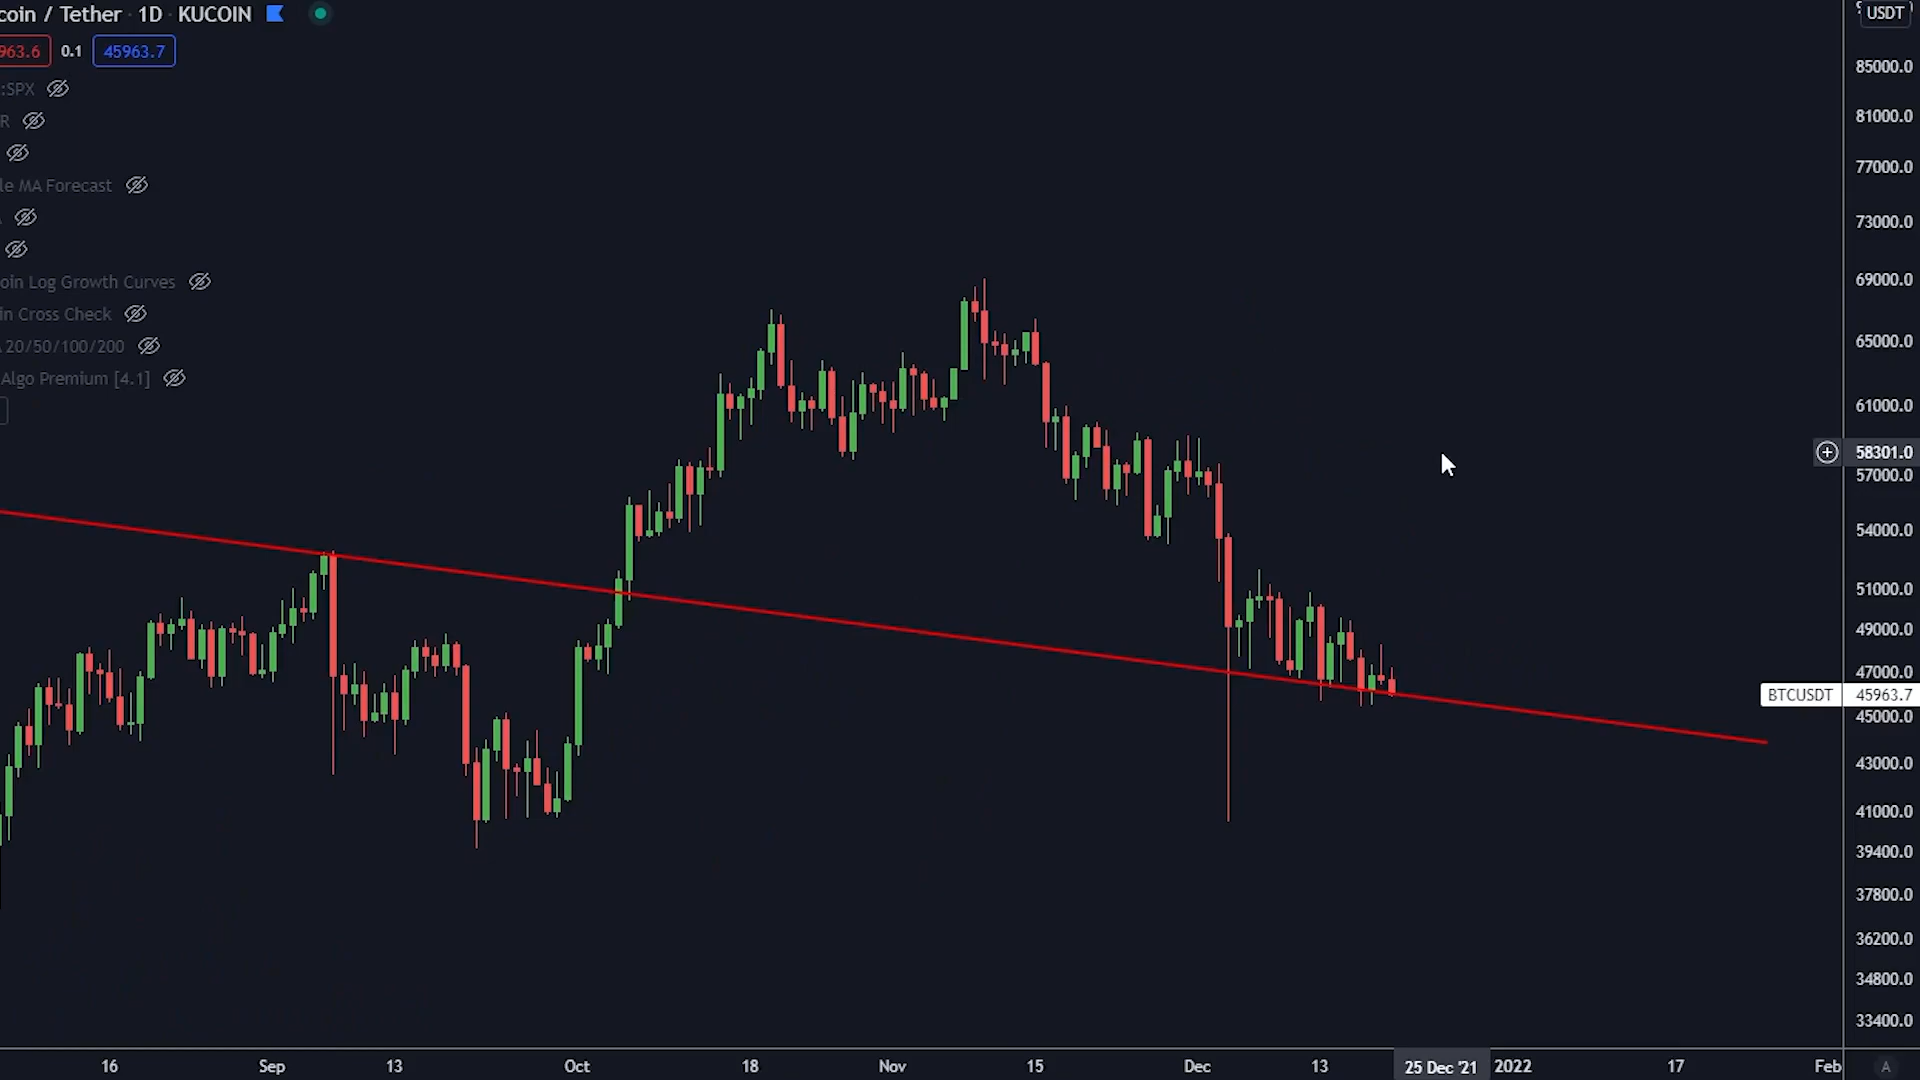 coin / Tether · 1D · KUCOIN
963.6 0.1 45963.7
:SPX
R
le MA Forecast
oin Log Growth Curves
in Cross Check
20/50/100/200
Algo Premium [4.1]
USDT
85000.0
81000.0
77000.0
73000.0
69000.0
65000.0
61000.0
58301.0
57000.0
54000.0
51000.0
49000.0
47000.0
BTCUSDT 45963.7
45000.0
43000.0
41000.0
39400.0
37800.0
36200.0
34800.0
33400.0
16 Sep 13 Oct 18 Nov 15 Dec 13 25 Dec '21 2022 17 Feb A